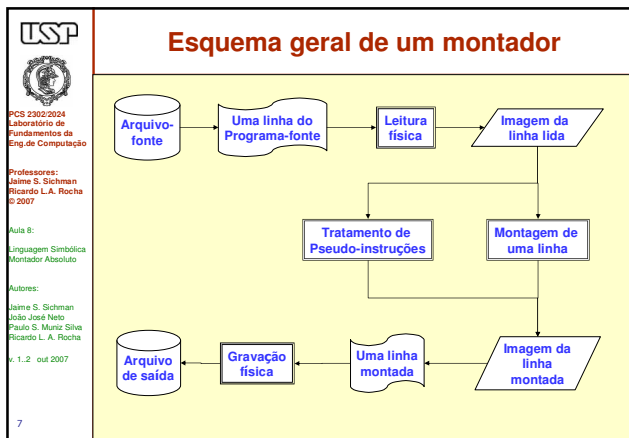 USP
Esquema geral de um montador
PCS 2302/2024
Laboratório de
Fundamentos da
Eng.de Computação
Professores:
Jaime S. Sichman
Ricardo L.A. Rocha
© 2007
Aula 8:
Linguagem Simbólica
Montador Absoluto
Autores:
Jaime S. Sichman
João José Neto
Paulo S. Muniz Silva
Ricardo L. A. Rocha
v. 1..2 out 2007
7
Arquivo-
fonte
Uma linha do
Programa-fonte
Leitura
física
Imagem da
linha lida
Tratamento de
Pseudo-instruções
Montagem de
uma linha
Arquivo
de saída
Gravação
física
Uma linha
montada
Imagem da
linha
montada